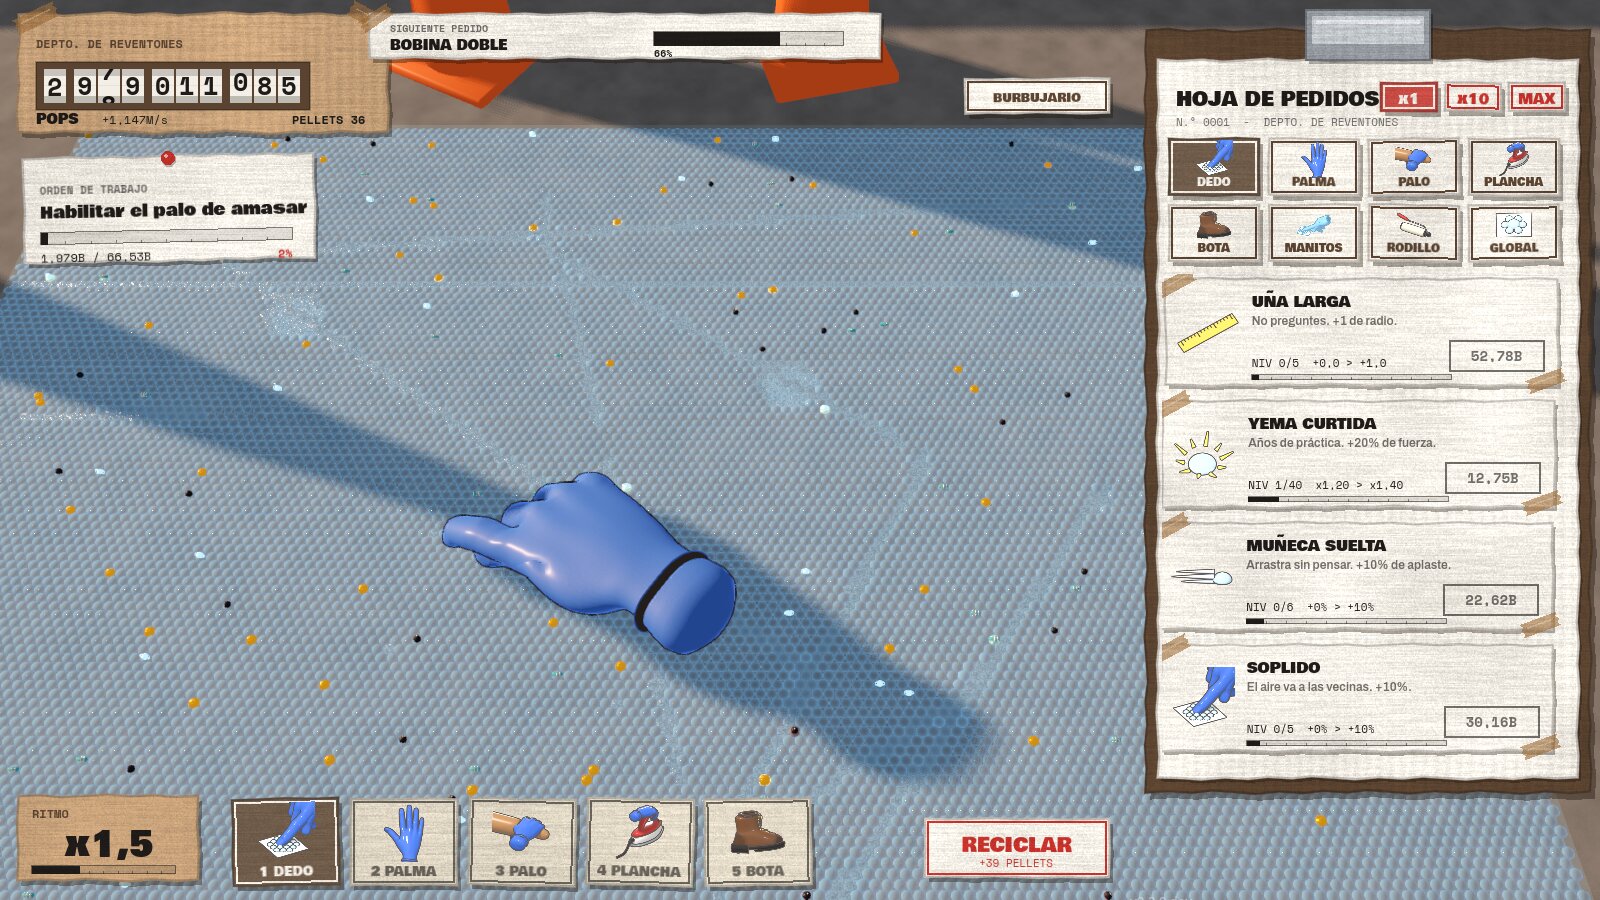 DEPTO. DE REVENTONES
011 085
POPS +1,147M/s PELLETS 36
SIGUIENTE PEDIDO
BOBINA DOBLE
66%
BURBUJARIO
ORDEN DE TRABAJO
Habilitar el palo de amasar
1,979B / 66,53B 2%
HOJA DE PEDIDOS x1 x10 MAX
N.° 0001 - DEPTO. DE REVENTONES
DEDO PALMA PALO PLANCHA
BOTA MANITOS RODILLO GLOBAL
UÑA LARGA
No preguntes. +1 de radio.
NIV 0/5 +0,0 > +1,0 52,78B
YEMA CURTIDA
Años de práctica. +20% de fuerza.
NIV 1/40 x1,20 > x1,40 12,75B
MUÑECA SUELTA
Arrastra sin pensar. +10% de aplaste.
NIV 0/6 +0% > +10% 22,62B
SOPLIDO
El aire va a las vecinas. +10%.
NIV 0/5 +0% > +10% 30,16B
RITMO
x1,5
1 DEDO 2 PALMA 3 PALO 4 PLANCHA 5 BOTA
RECICLAR
+39 PELLETS